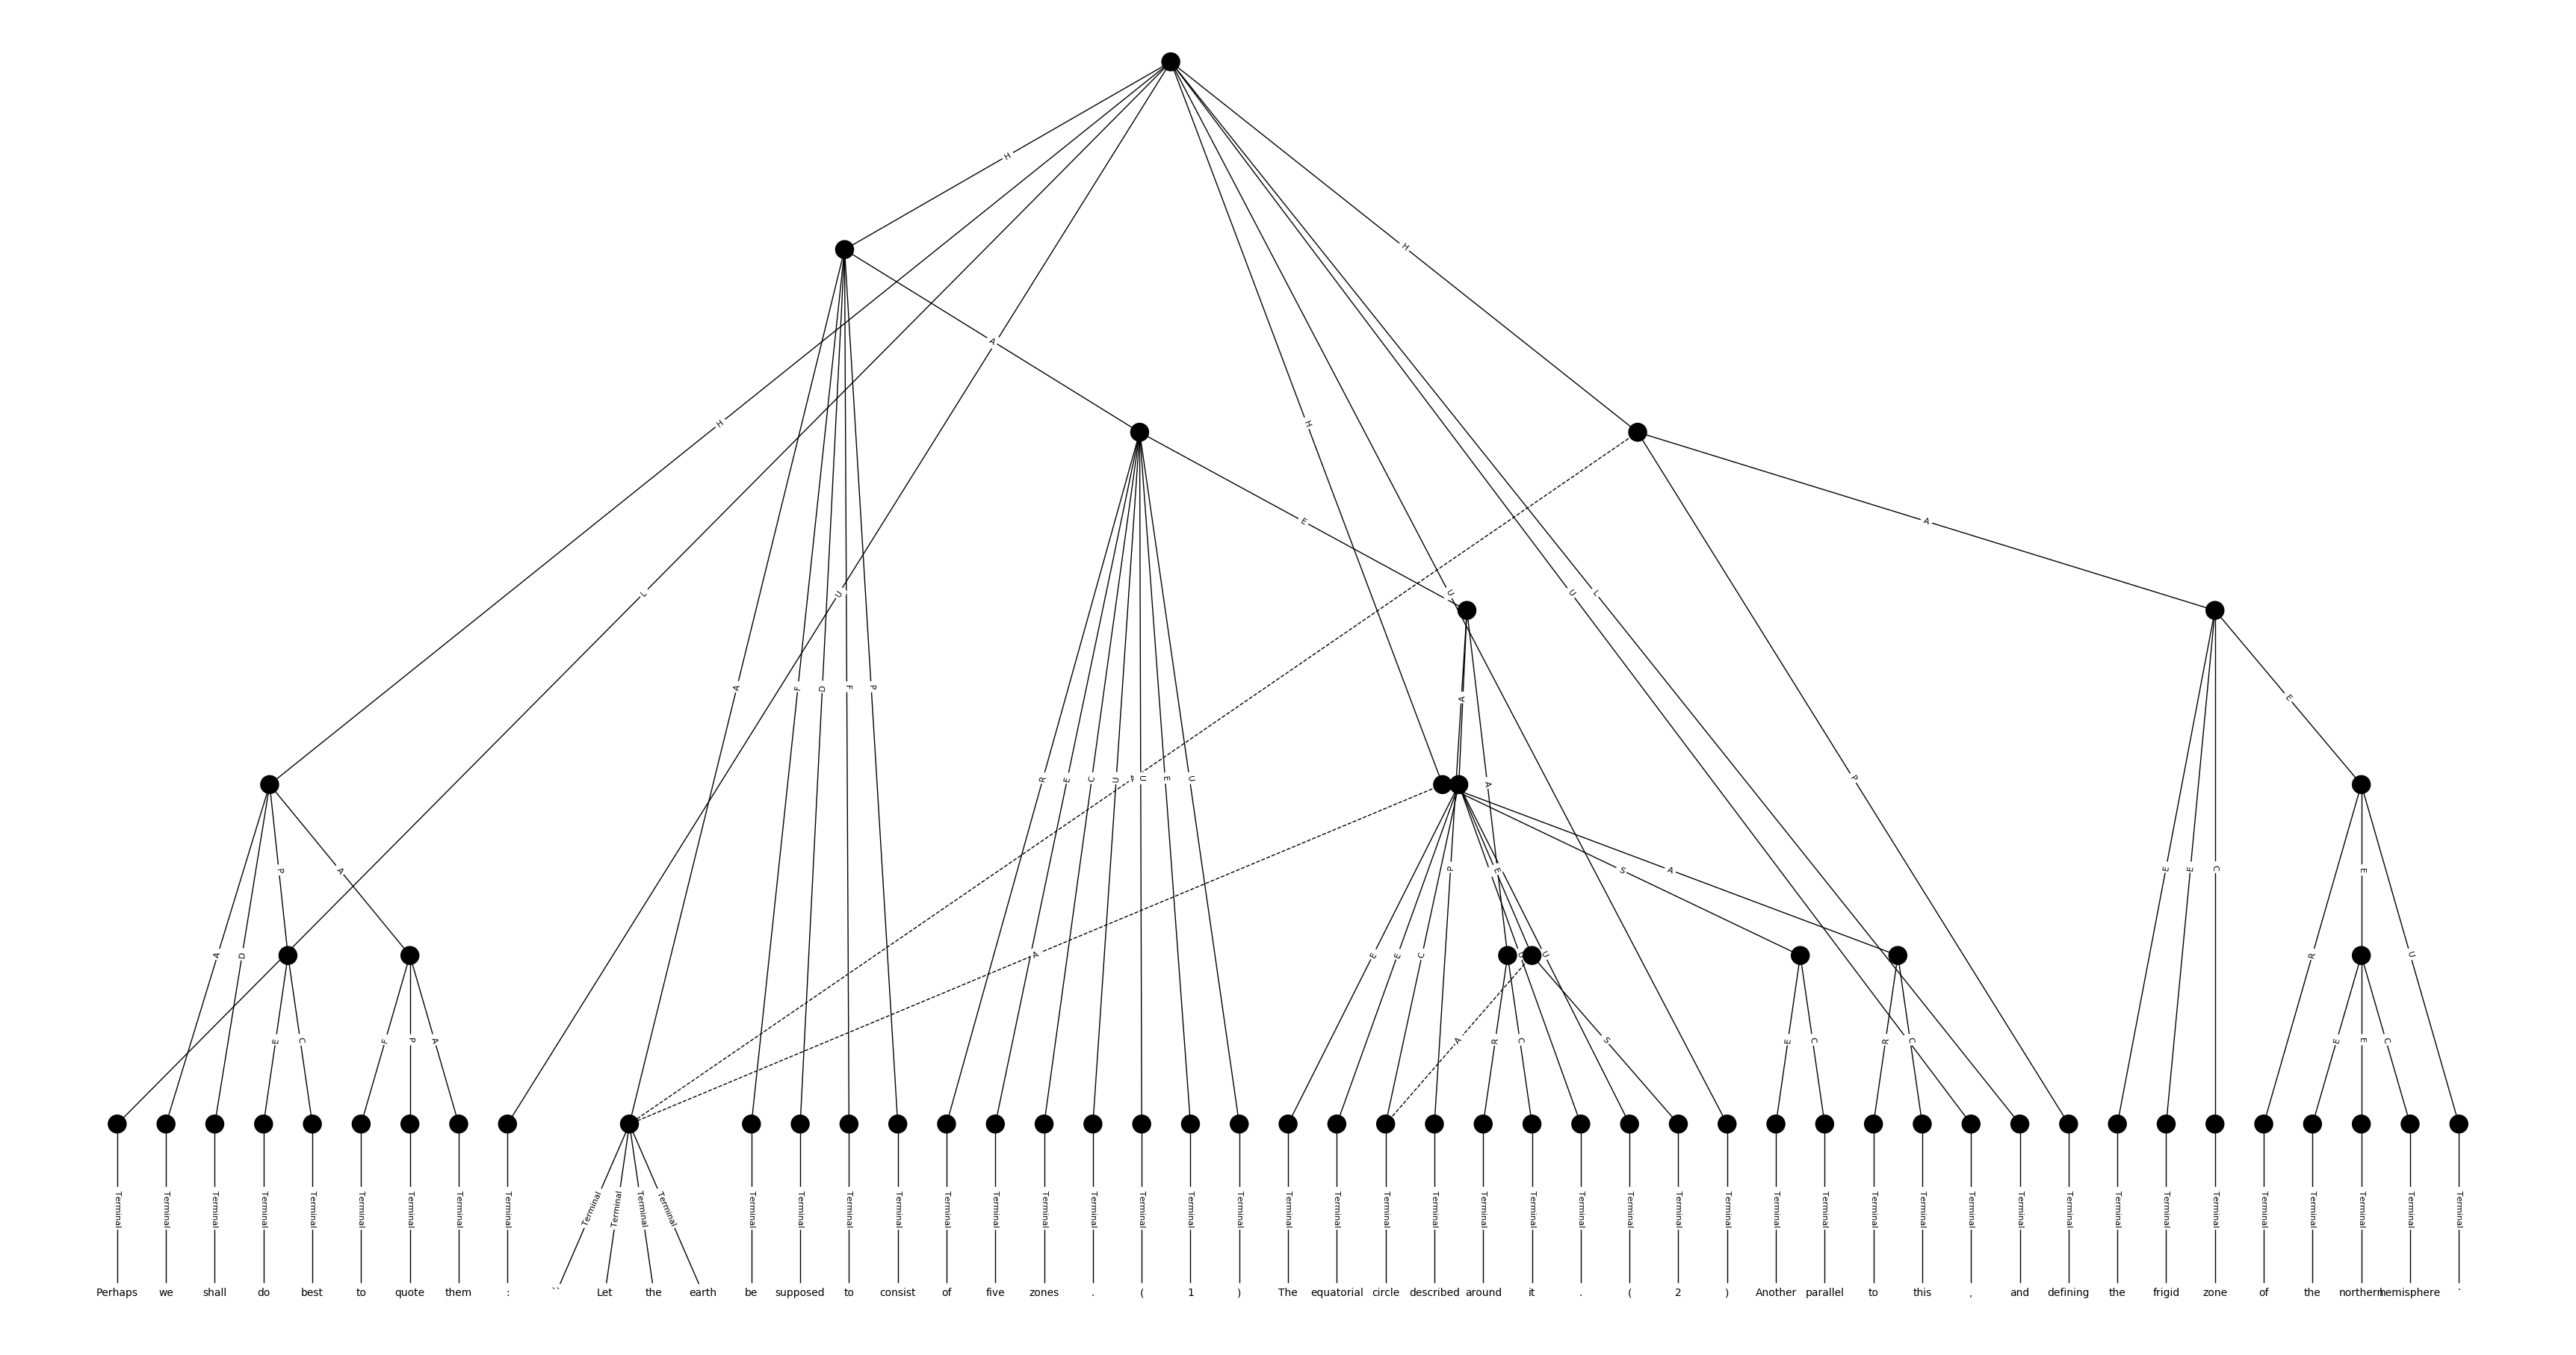 H
H
A
H
H
E
A
U
L
U
U
L
A
F
D
F
P
A
E
R
E
C
U
A
U
E
U
P
P
A
A
S
A
E
E
E
C
E
A
D
E
E
C
P
C
A
U
R
E
U
E
C
F
P
A
A
R
C
S
E
C
R
C
E
E
C
Terminal Terminal Terminal Terminal Terminal Terminal Terminal Terminal Terminal Terminal Terminal Terminal Terminal Terminal Terminal Terminal Terminal Terminal Terminal Terminal Terminal Terminal Terminal Terminal Terminal Terminal Terminal Terminal Terminal Terminal Terminal Terminal Terminal Terminal Terminal Terminal Terminal Terminal Terminal Terminal Terminal Terminal Terminal Terminal Terminal Terminal Terminal Terminal
Perhaps we shall do best to quote them : `` Let the earth be supposed to consist of five zones . ( 1 ) The equatorial circle described around it . ( 2 ) Another parallel to this , and defining the frigid zone of the northern hemisphere .